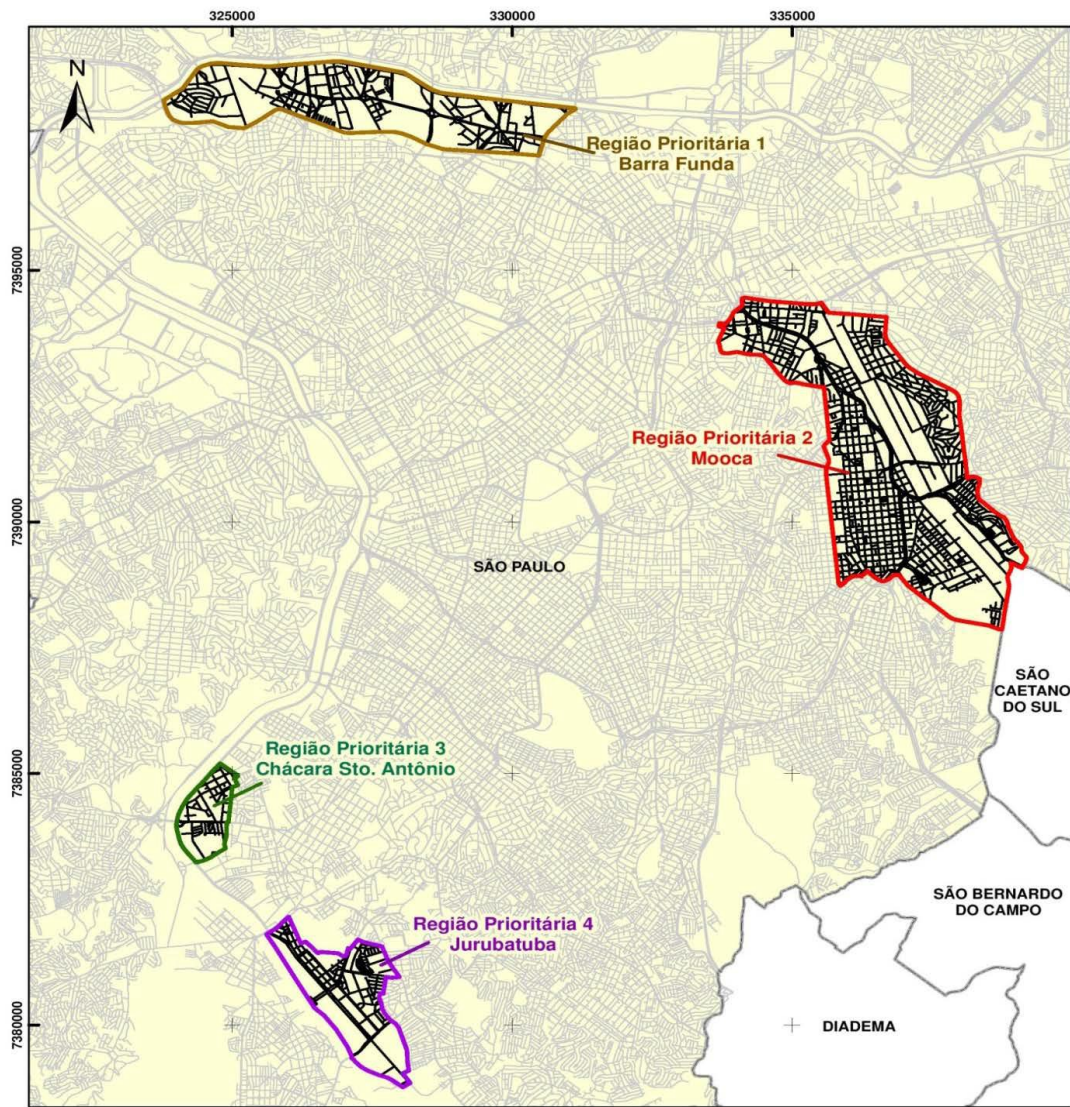 325000
330000
335000
N
Região Prioritária 1
Barra Funda
7395000
Região Prioritária 2
Mooca
7390000
SÃO PAULO
SÃO
CAETANO
DO SUL
Região Prioritária 3
Chácara Sto. Antônio
7385000
SÃO BERNARDO
DO CAMPO
Região Prioritária 4
Jurubatuba
7380000
DIADEMA